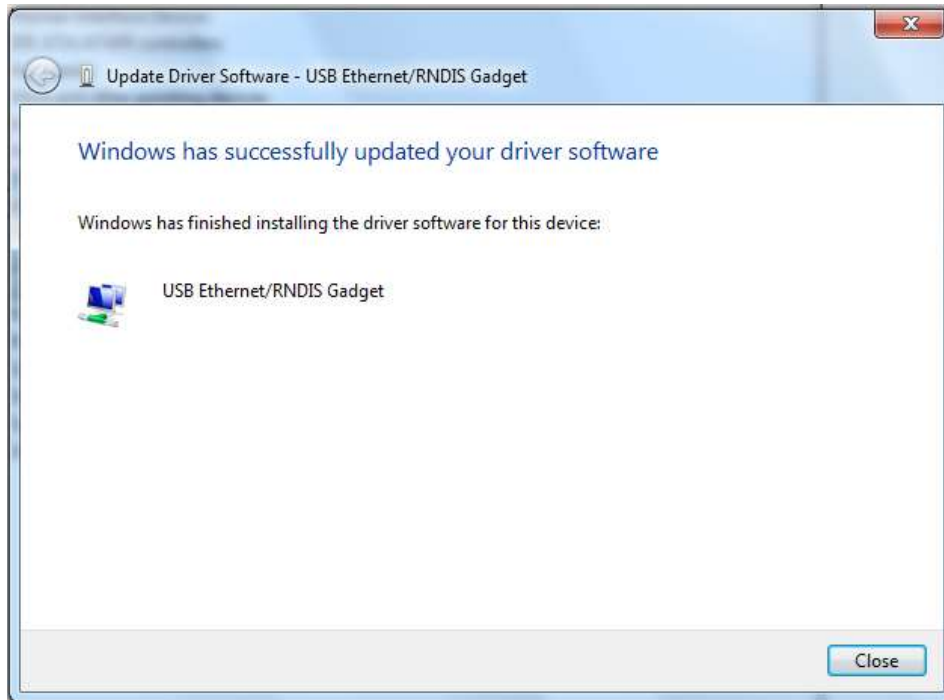 Update Driver Software - USB Ethernet/RNDIS Gadget
Windows has successfully updated your driver software
Windows has finished installing the driver software for this device:
USB Ethernet/RNDIS Gadget
Close